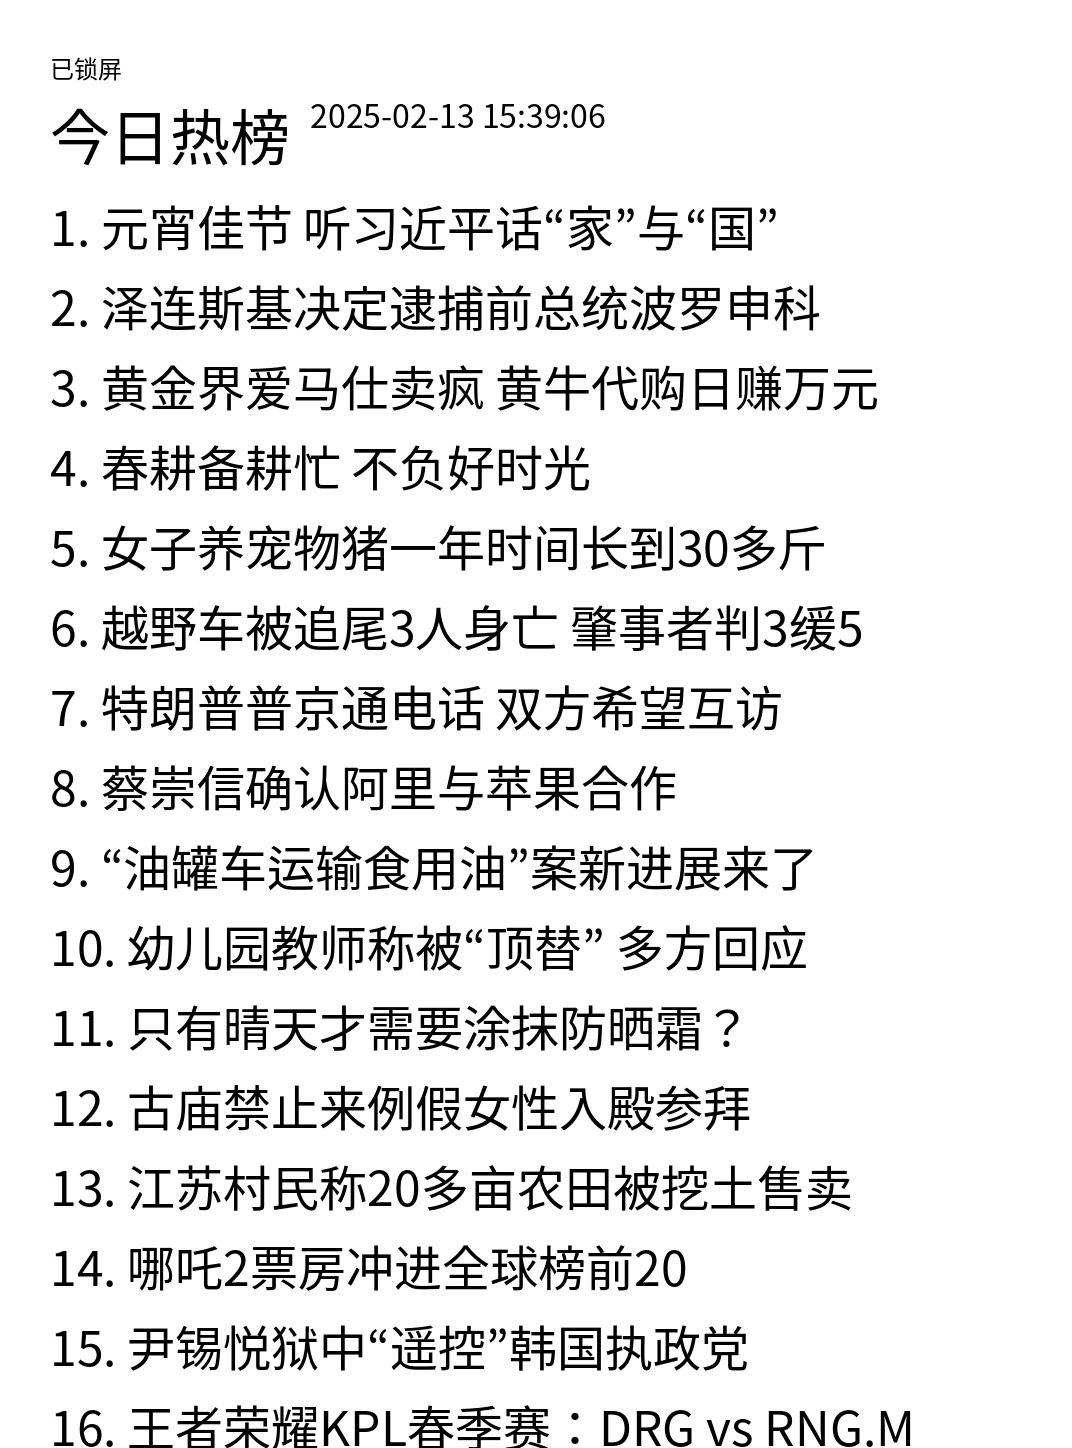 已锁屏
今日热榜 2025-02-13 15:39:06
1. 元宵佳节 听习近平话“家”与“国”
2. 泽连斯基决定逮捕前总统波罗申科
3. 黄金界爱马仕卖疯 黄牛代购日赚万元
4. 春耕备耕忙 不负好时光
5. 女子养宠物猪一年时间长到30多斤
6. 越野车被追尾3人身亡 肇事者判3缓5
7. 特朗普普京通电话 双方希望互访
8. 蔡崇信确认阿里与苹果合作
9. “油罐车运输食用油”案新进展来了
10. 幼儿园教师称被“顶替” 多方回应
11. 只有晴天才需要涂抹防晒霜？
12. 古庙禁止来例假女性入殿参拜
13. 江苏村民称20多亩农田被挖土售卖
14. 哪吒2票房冲进全球榜前20
15. 尹锡悦狱中“遥控”韩国执政党
16. 王者荣耀KPL春季赛：DRG vs RNG.M